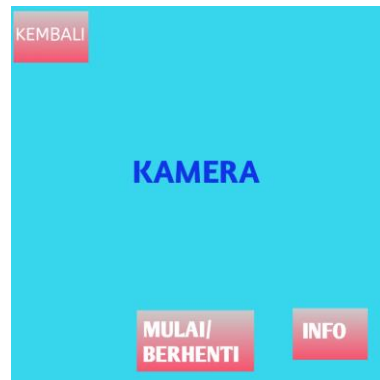 KEMBALI
KAMERA
MULAI/
BERHENTI
INFO